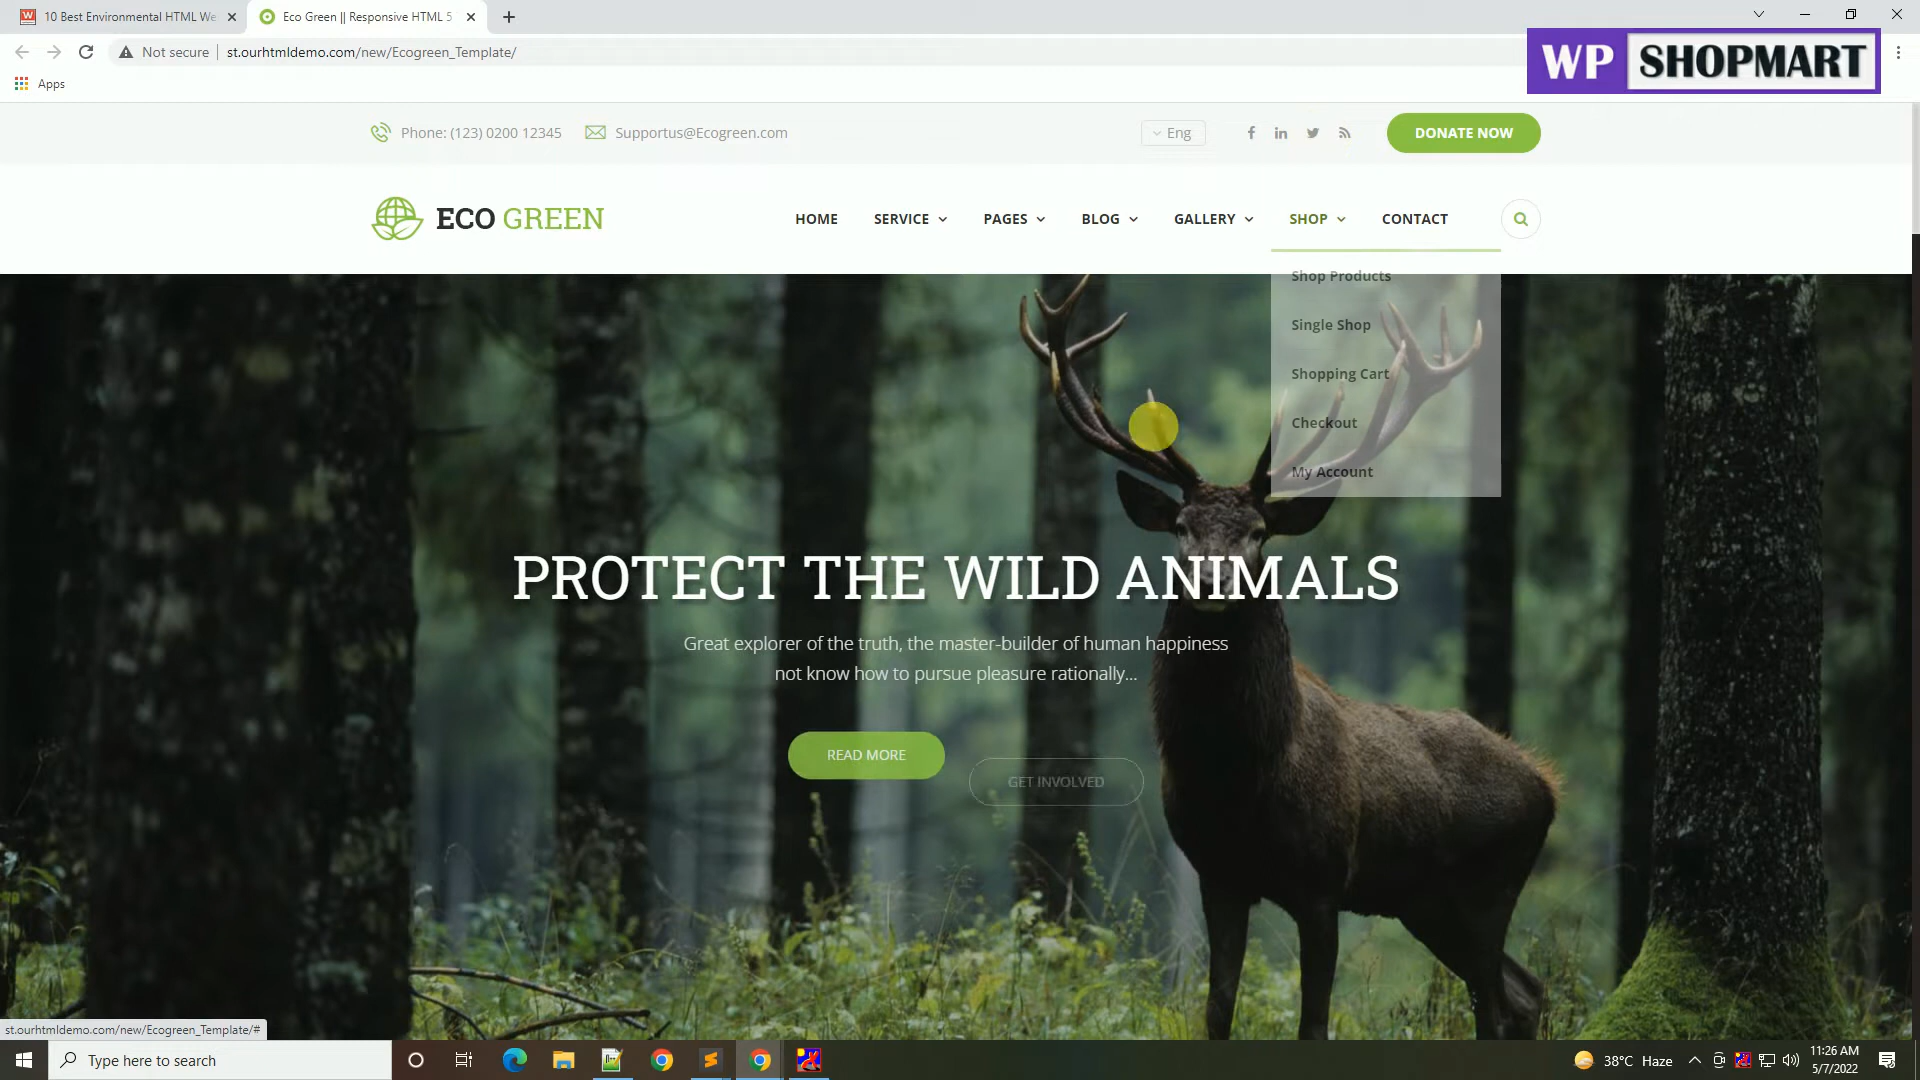 10 Best Environmental HTML We
Eco Green || Responsive HTML 5
Not secure
st.ourhtmldemo.com/new/Ecogreen_Template/
WP SHOPMART
Apps
Phone: (123) 0200 12345
Supportus@Ecogreen.com
Eng
DONATE NOW
ECO GREEN
HOME
SERVICE
PAGES
BLOG
GALLERY
SHOP
CONTACT
Shop Products
Single Shop
Shopping Cart
Checkout
My Account
PROTECT THE WILD ANIMALS
Great explorer of the truth, the master-builder of human happiness
not know how to pursue pleasure rationally...
READ MORE
GET INVOLVED
st.ourhtmldemo.com/new/Ecogreen_Template/#
Type here to search
38°C Haze
11:26 AM
5/7/2022